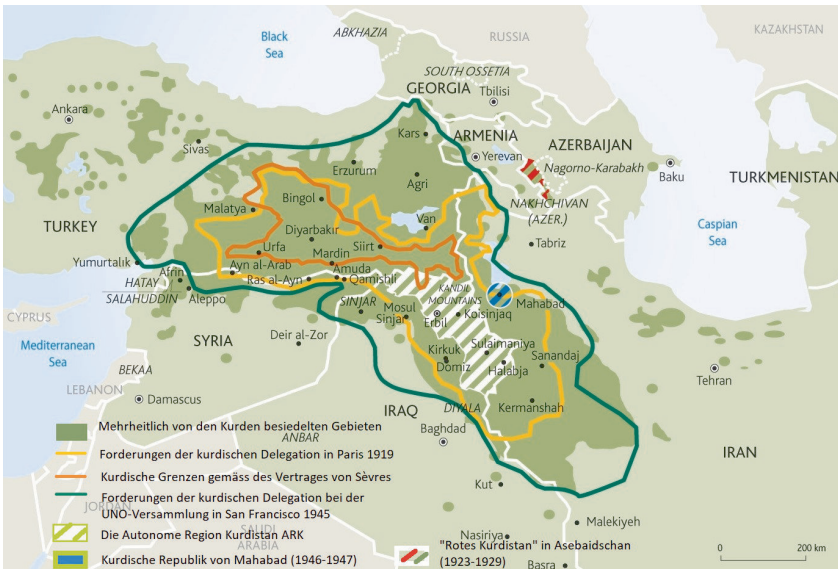 Black
Sea
ABKHAZIA
RUSSIA
KAZAKHSTAN
SOUTH OSSETIA
GEORGIA
Tbilisi
Ankara
Sivas
Kars
ARMENIA
AZERBAIJAN
Erzurum
Yerevan
Nagorno-Karabakh
Baku
Agri
TURKMENISTAN
NAKHCHIVAN
(AZER.)
Bingol
Malatya
Van
TURKEY
Diyarbakir
Caspian
Sea
Tabriz
Urfa
Siirt
Mardin
Yumurtalık
Ayn al-Arab
Amuda
Afrin
Ras al-Ayn
Qamishli
HATAY
SALAHUDDIN
Aleppo
KANDIL
MOUNTAINS
Mahabad
SINJAR
Mosul
Sinjar
Koisinjaq
Erbil
CYPRUS
SYRIA
Deir al-Zor
Mediterranean
Sea
Kirkuk
Domiz
Sulaimaniya
Halabja
Sanandaj
BEKAA
Tehran
LEBANON
Damascus
IRAQ
DIYALA
Kermanshah
ANBAR
Baghdad
IRAN
Kut
JORDAN
SAUDI
ARABIA
Nasiriya
Malekiyeh
Basra
Mehrheitlich von den Kurden besiedelten Gebieten
Forderungen der kurdischen Delegation in Paris 1919
Kurdische Grenzen gemäss des Vertrages von Sèvres
Forderungen der kurdischen Delegation bei der
UNO-Versammlung in San Francisco 1945
Die Autonome Region Kurdistan ARK
Kurdische Republik von Mahabad (1946-1947)
"Rotes Kurdistan" in Asebaidschan
(1923-1929)
0
200 km